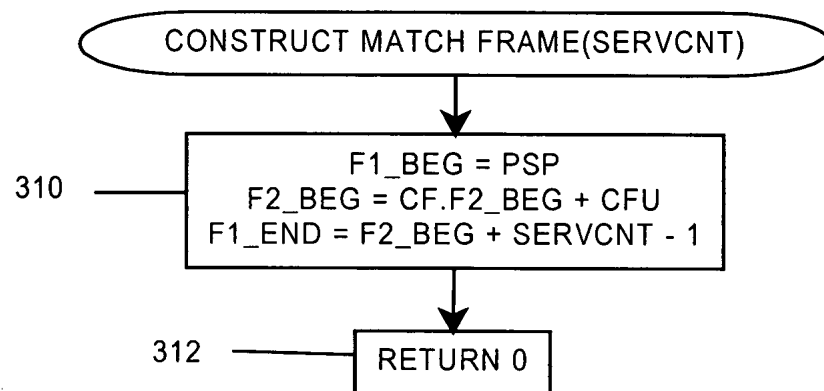 CONSTRUCT MATCH FRAME(SERVCNT)
310
F1_BEG = PSP
F2_BEG = CF.F2_BEG + CFU
F1_END = F2_BEG + SERVCNT - 1
312
RETURN 0